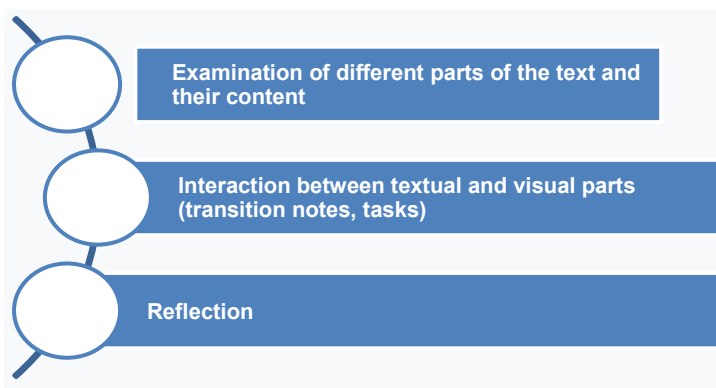 Examination of different parts of the text and
their content
Interaction between textual and visual parts
(transition notes, tasks)
Reflection